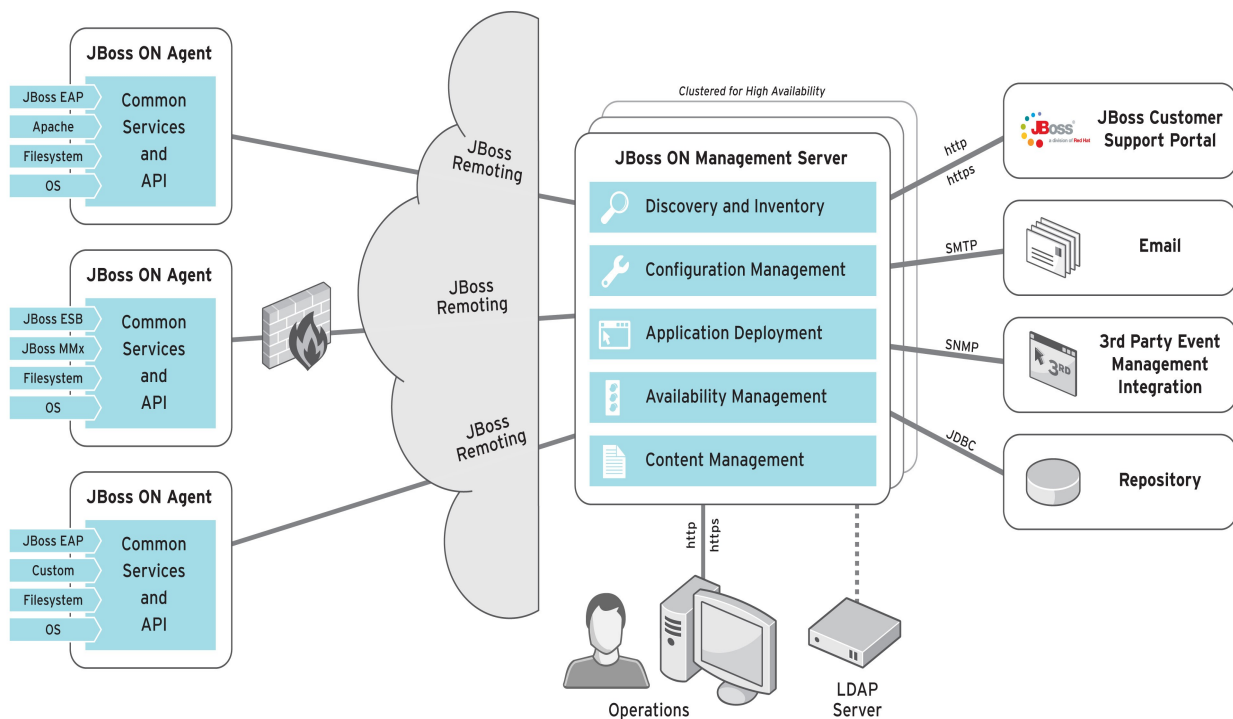 JBoss ON Agent
JBoss EAP
Apache
Filesystem
OS
Common
Services
and
API
JBoss ON Agent
JBoss ESB
JBoss MMx
Filesystem
OS
Common
Services
and
API
JBoss ON Agent
JBoss EAP
Custom
Filesystem
OS
Common
Services
and
API
JBoss
Remoting
JBoss
Remoting
JBoss
Remoting
Clustered for High Availability
JBoss ON Management Server
Discovery and Inventory
Configuration Management
Application Deployment
Availability Management
Content Management
http
https
SMTP
SNMP
JDBC
JBoss
a division of Red Hat
JBoss Customer
Support Portal
Email
3RD
3rd Party Event
Management
Integration
Repository
http
https
Operations
LDAP
Server